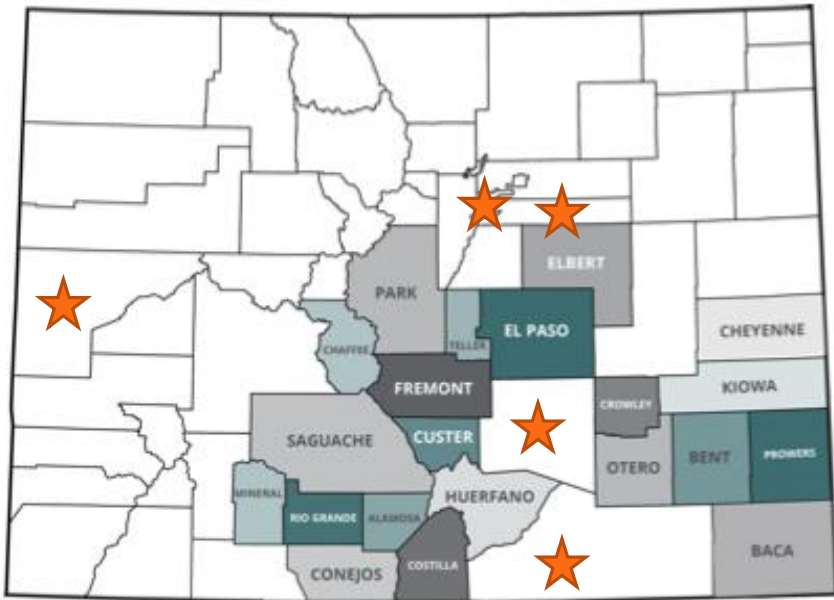 ELBERT
PARK
EL PASO
CHEYENNE
TELLER
CHAFFEE
FREMONT
KIOWA
CROWLEY
CUSTER
SAGUACHE
BENT
PROWERS
OTERO
MINERAL
HUERFANO
RIO GRANDE
ALAMOSA
BACA
COSTILLA
CONEJOS